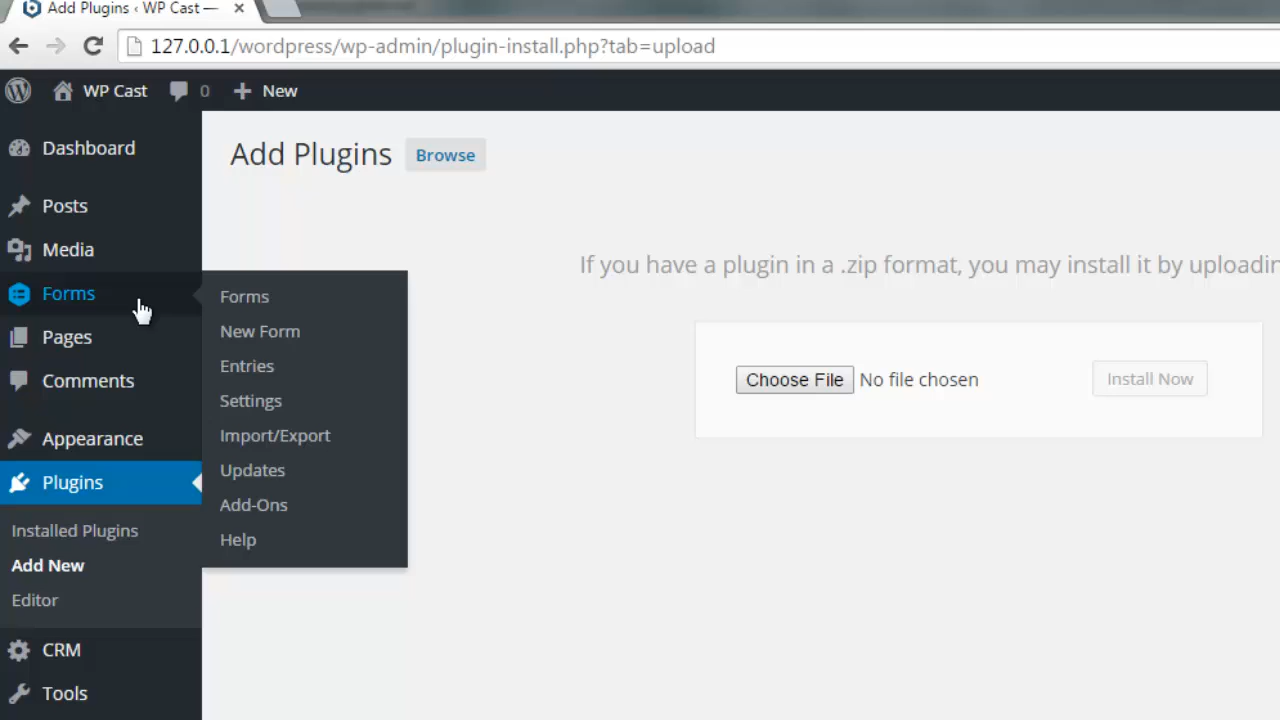 Add Plugins ‹ WP Cast —
127.0.0.1/wordpress/wp-admin/plugin-install.php?tab=upload
WP Cast 0 New
Dashboard
Posts
Media
Forms
Pages
Comments
Appearance
Plugins
Installed Plugins
Add New
Editor
CRM
Tools
Forms
New Form
Entries
Settings
Import/Export
Updates
Add-Ons
Help
Add Plugins Browse
If you have a plugin in a .zip format, you may install it by
Choose File No file chosen Install Now